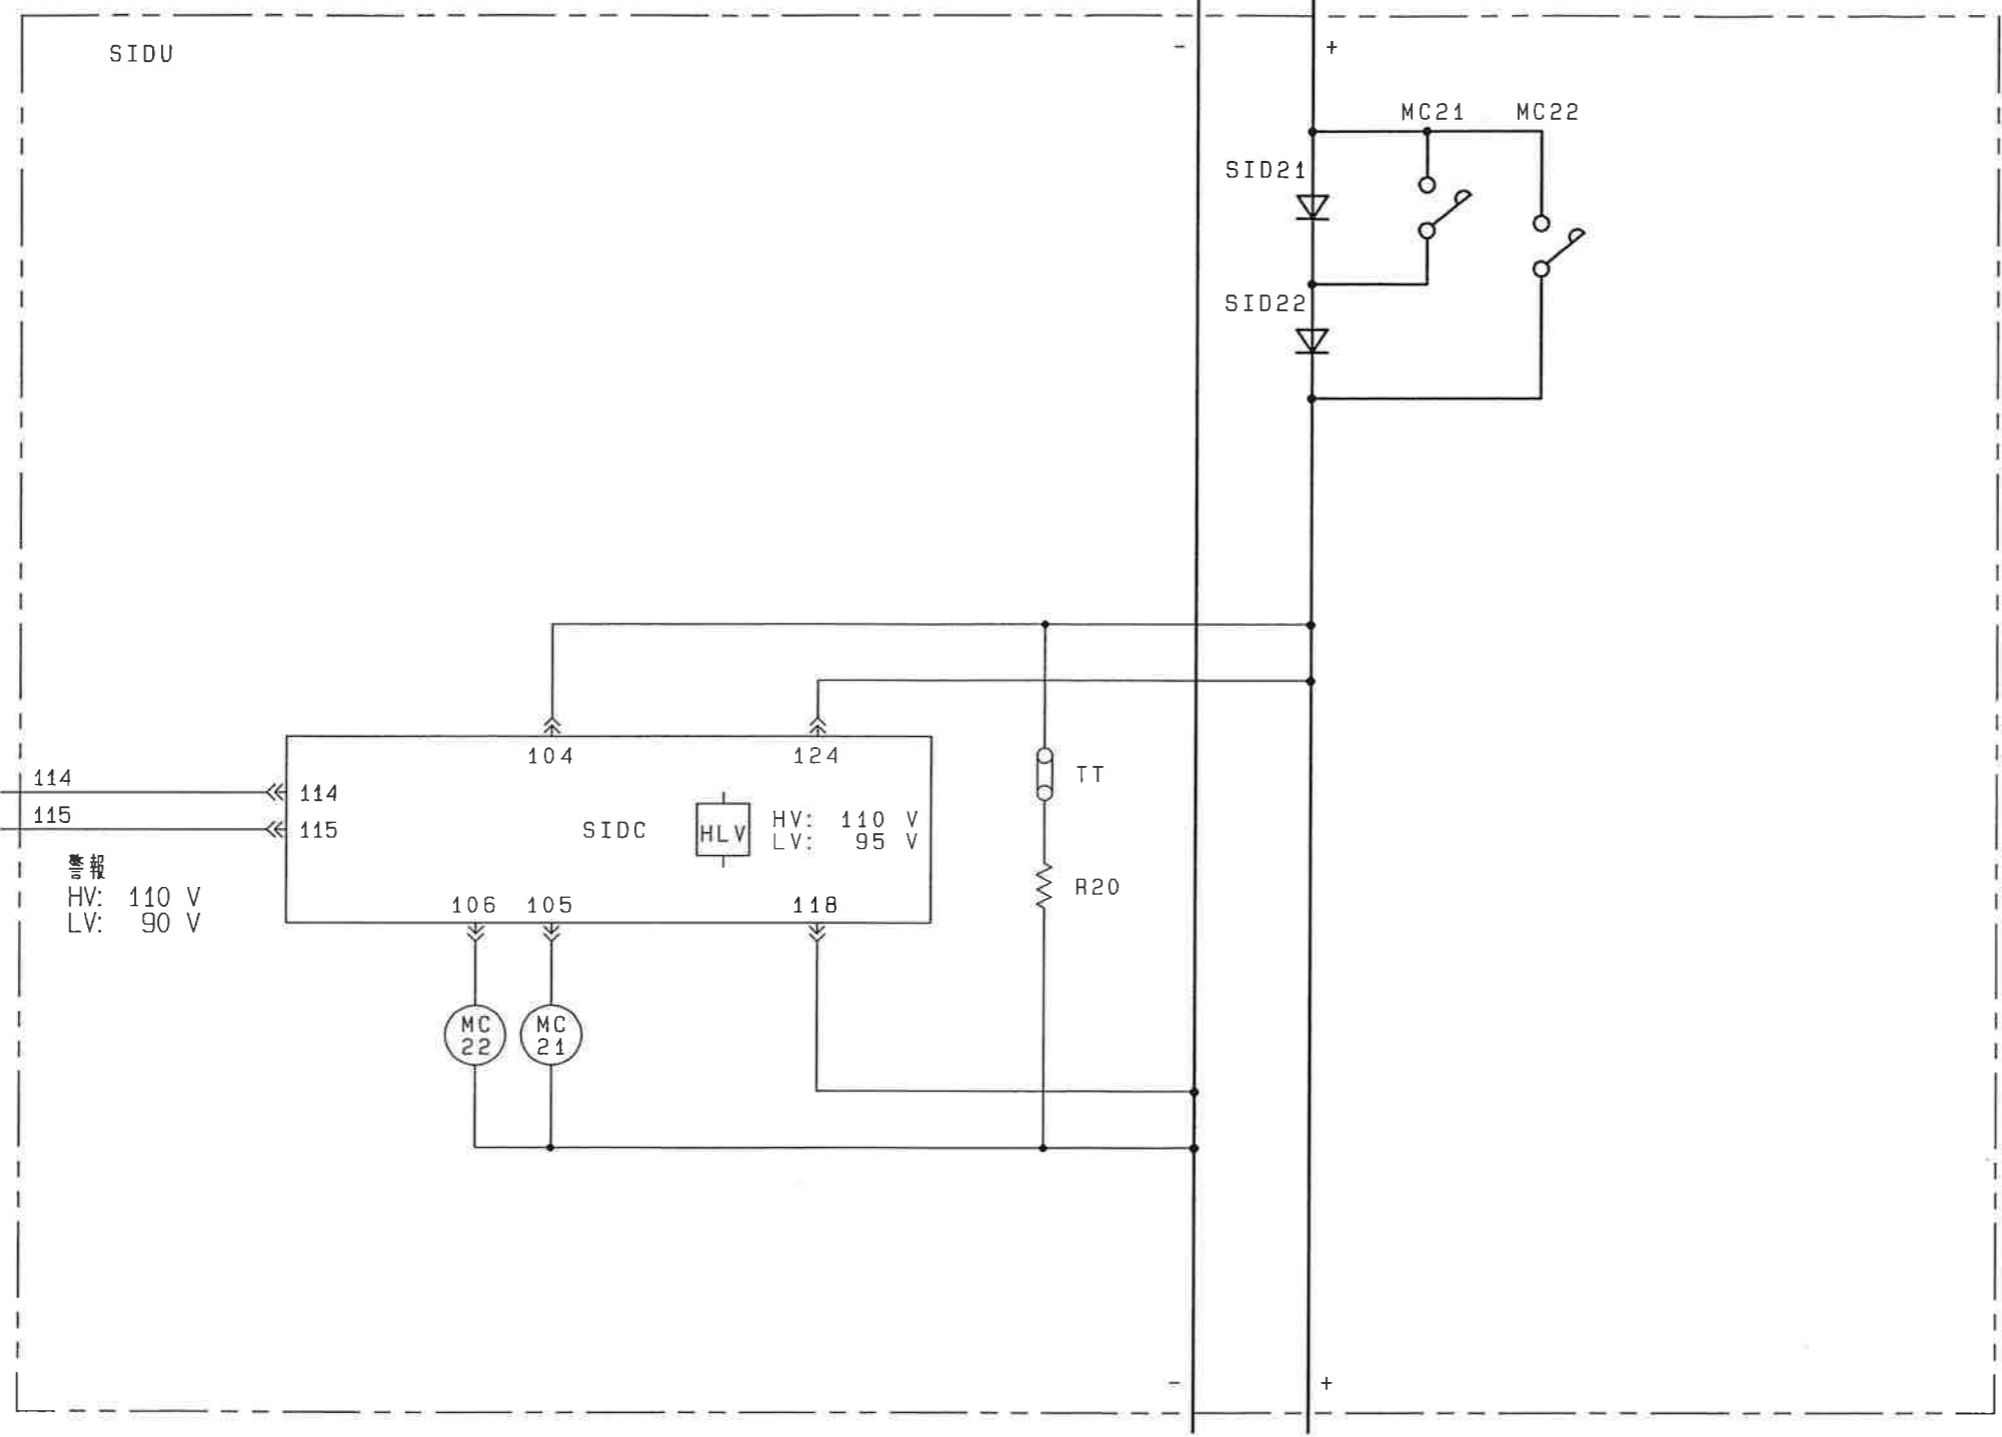 SIDU
-
+
MC21
MC22
SID21
SID22
104
124
114
114
115
115
SIDC
HLV
HV: 110 V
LV: 95 V
TT
R20
警報
HV: 110 V
LV: 90 V
106
105
118
MC
22
MC
21
-
+